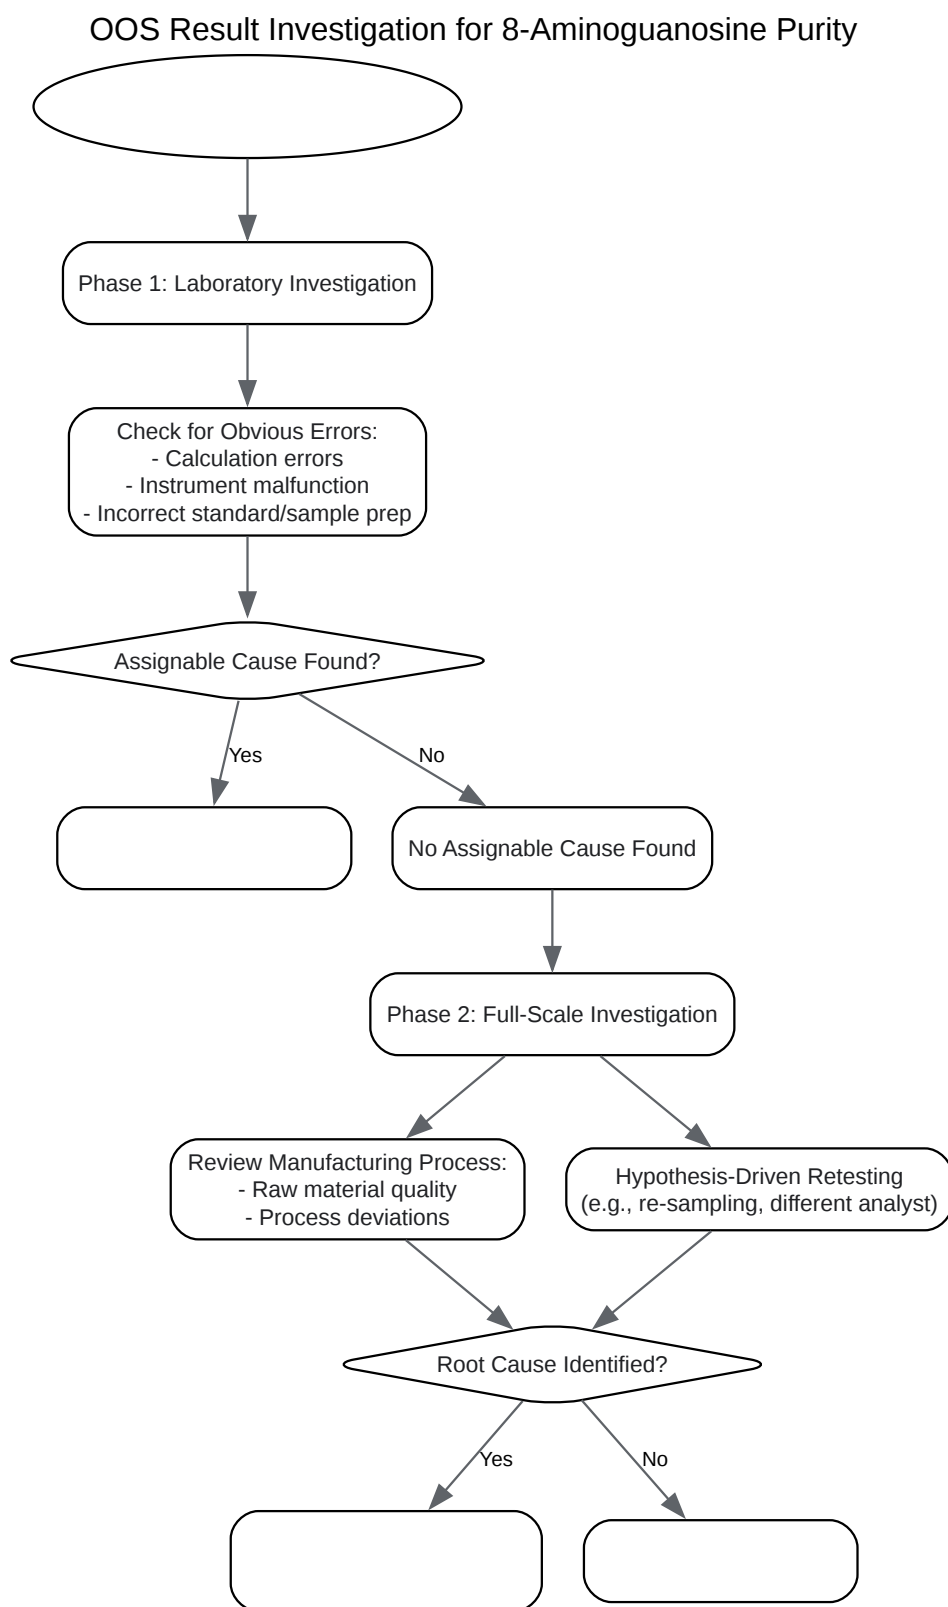 OOS Result Investigation for 8-Aminoguanosine Purity
Phase 1: Laboratory Investigation
Check for Obvious Errors:
- Calculation errors
- Instrument malfunction
- Incorrect standard/sample prep
Assignable Cause Found?
Yes
No
No Assignable Cause Found
Phase 2: Full-Scale Investigation
Review Manufacturing Process:
- Raw material quality
- Process deviations
Hypothesis-Driven Retesting
(e.g., re-sampling, different analyst)
Root Cause Identified?
Yes
No